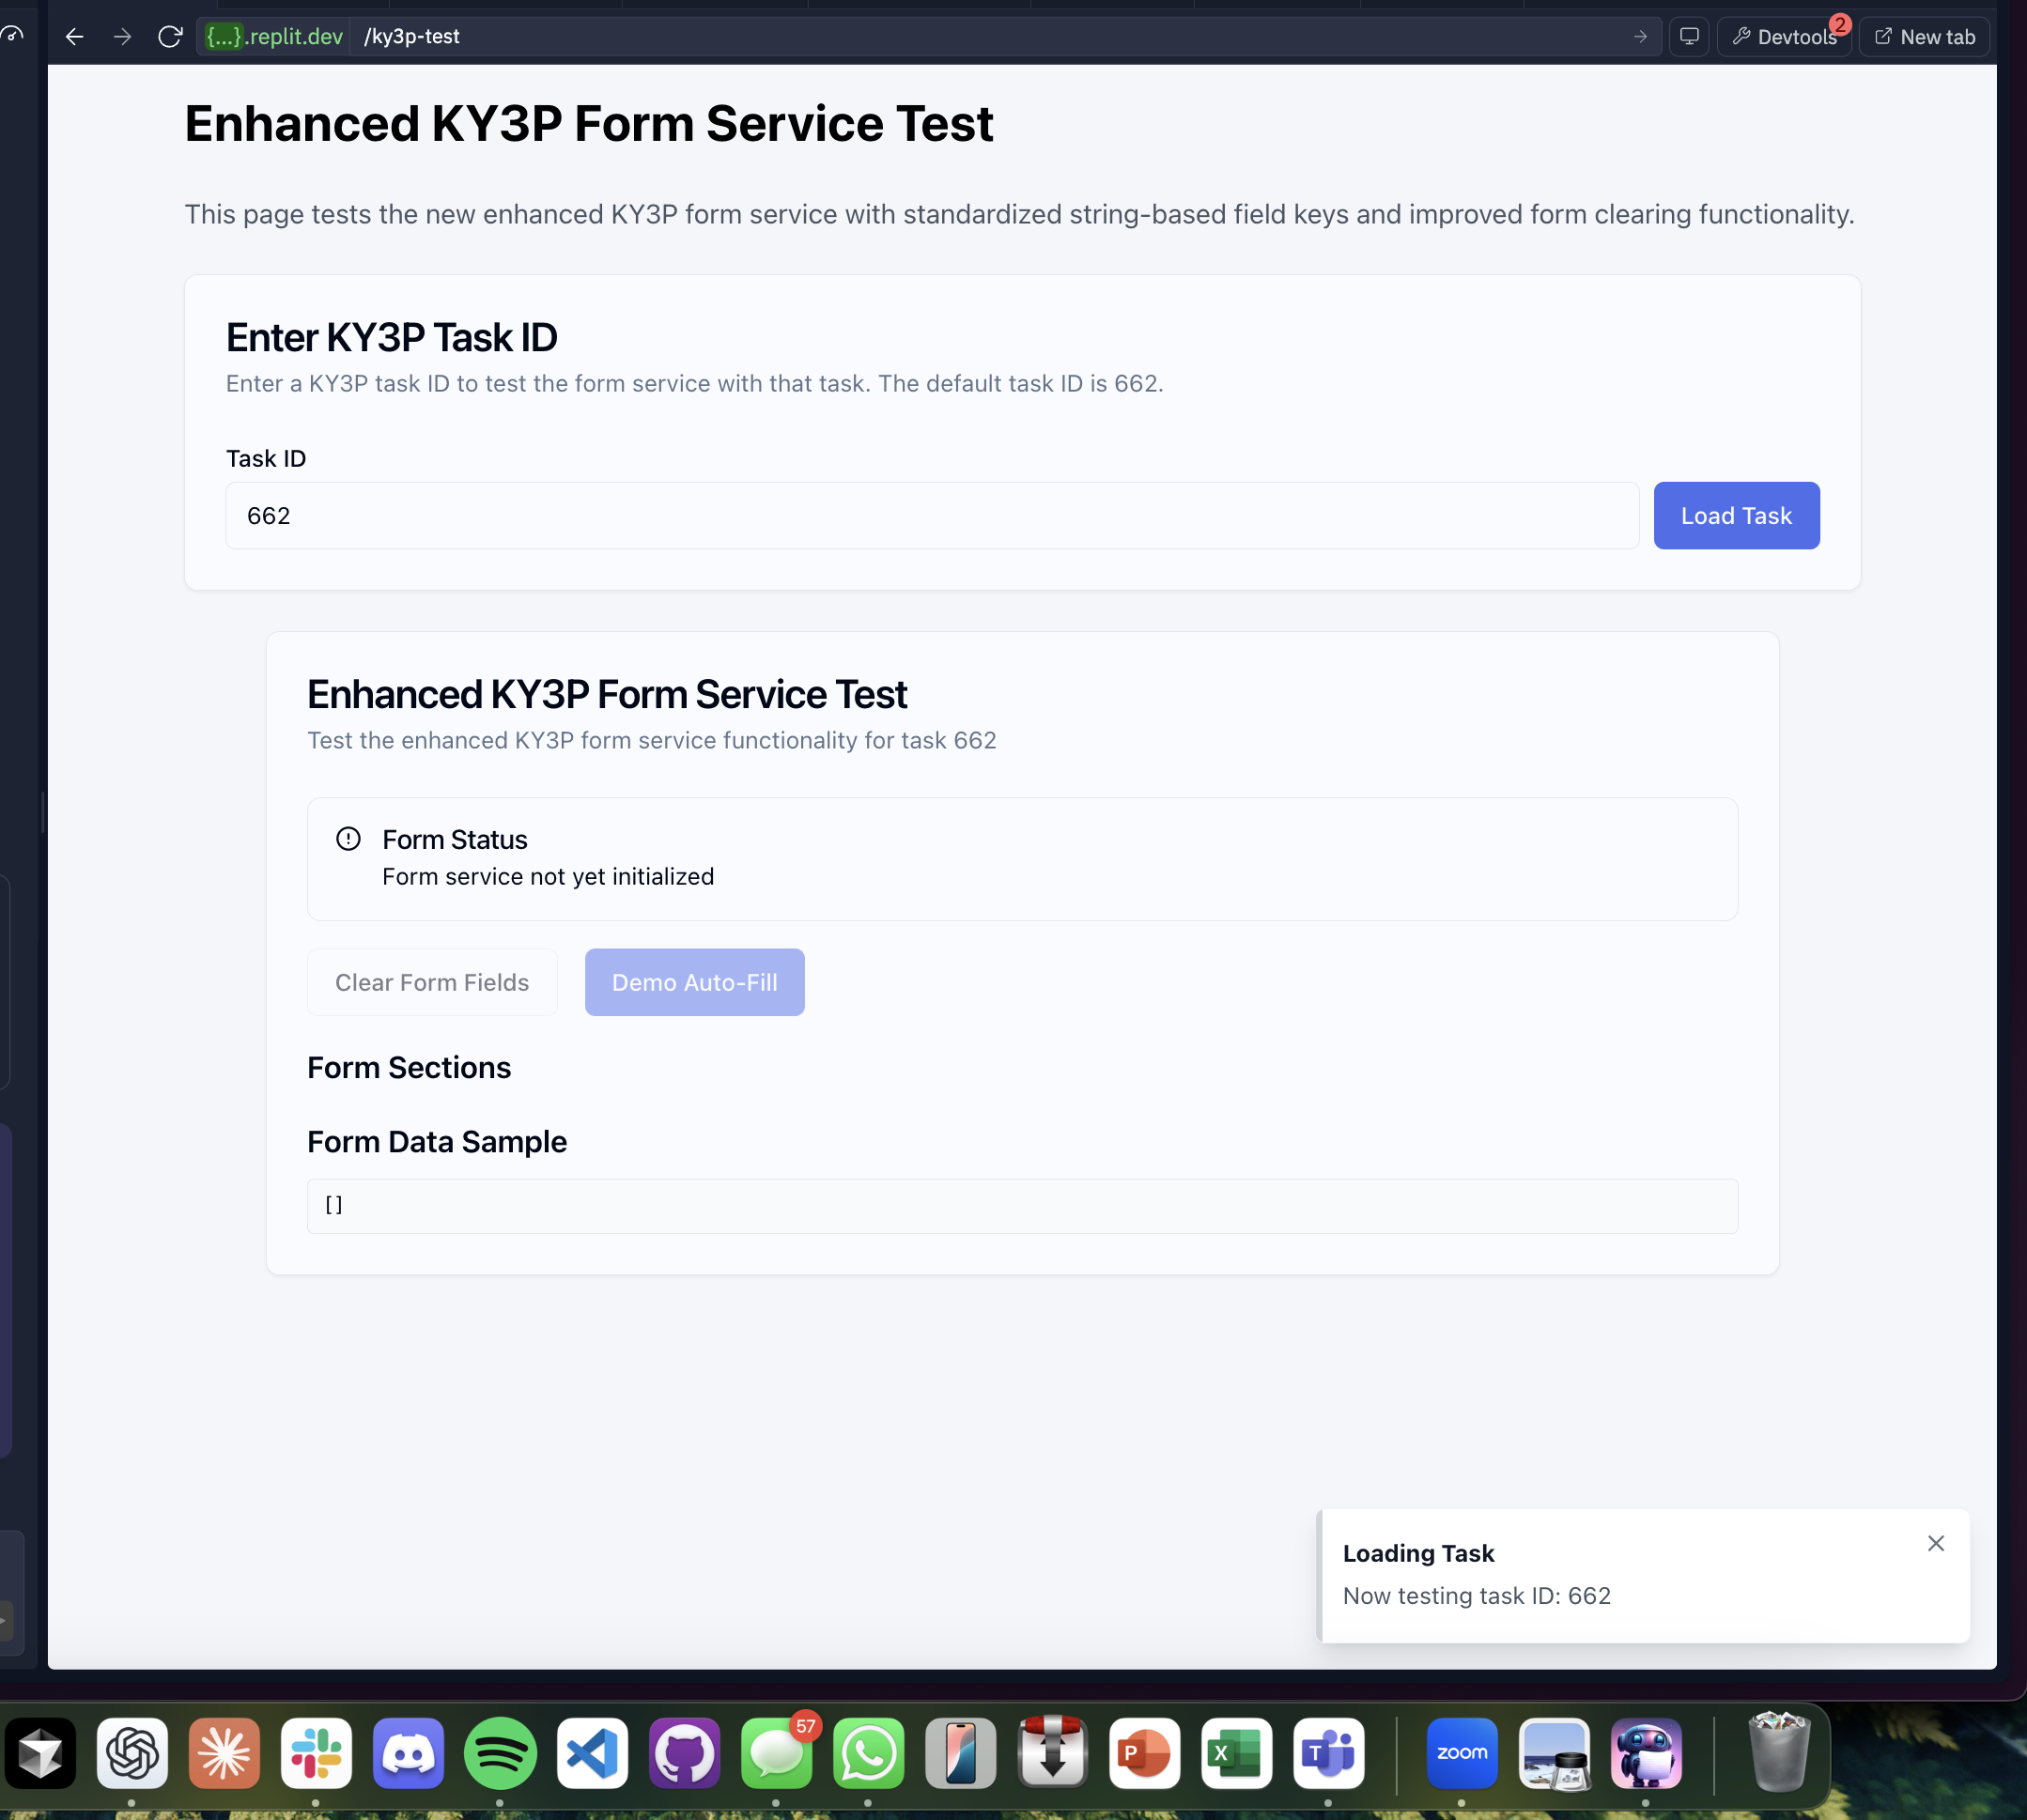 {...}.replit.dev /ky3p-test
Devtools 2
New tab
Enhanced KY3P Form Service Test
This page tests the new enhanced KY3P form service with standardized string-based field keys and improved form clearing functionality.
Enter KY3P Task ID
Enter a KY3P task ID to test the form service with that task. The default task ID is 662.
Task ID
662
Load Task
Enhanced KY3P Form Service Test
Test the enhanced KY3P form service functionality for task 662
Form Status
Form service not yet initialized
Clear Form Fields
Demo Auto-Fill
Form Sections
Form Data Sample
[]
Loading Task
Now testing task ID: 662
57
P
X
T
zoom